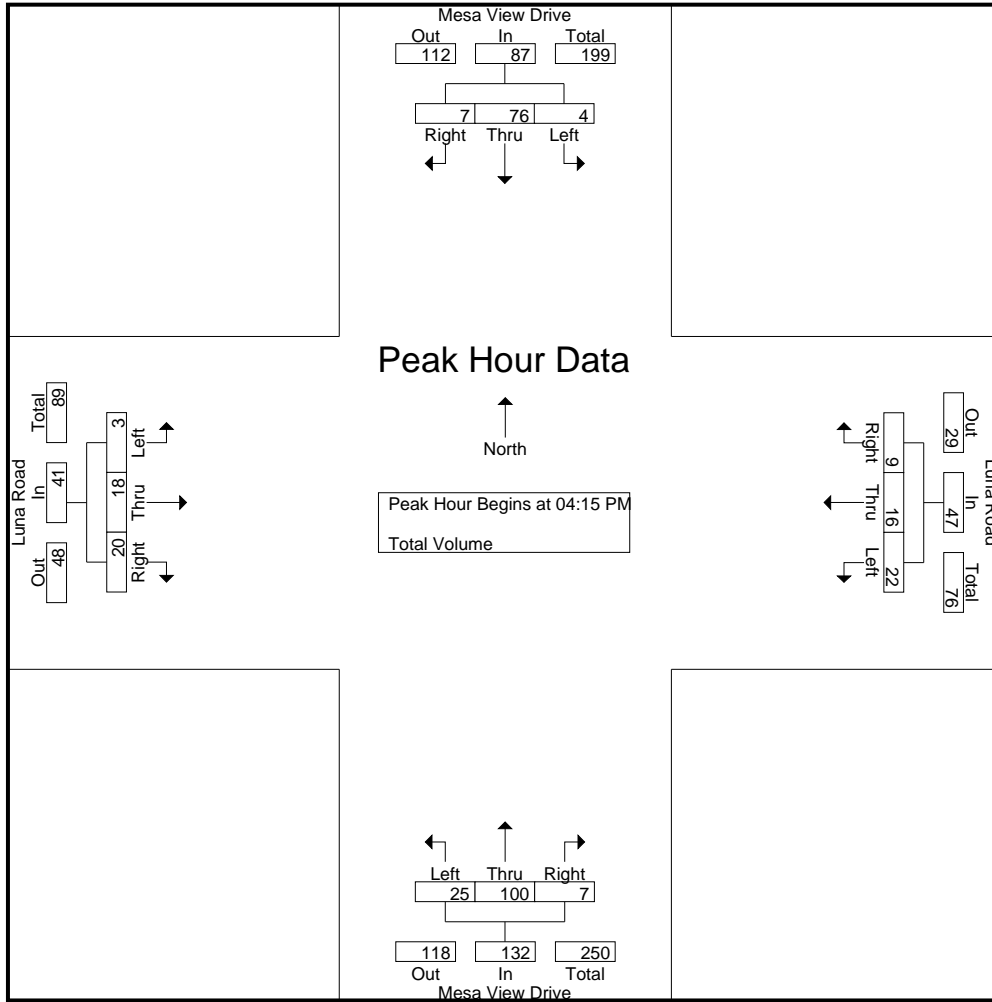 Mesa View Drive
Out In Total
112 87 199
7 76 4
Right Thru Left
Peak Hour Data
North
Peak Hour Begins at 04:15 PM
Total Volume
Luna Road
Total In Out
89 41 48
3 18 20
Left Thru Right
Luna Road
Out In Total
29 47 76
9 16 22
Right Thru Left
Left Thru Right
25 100 7
118 132 250
Out In Total
Mesa View Drive